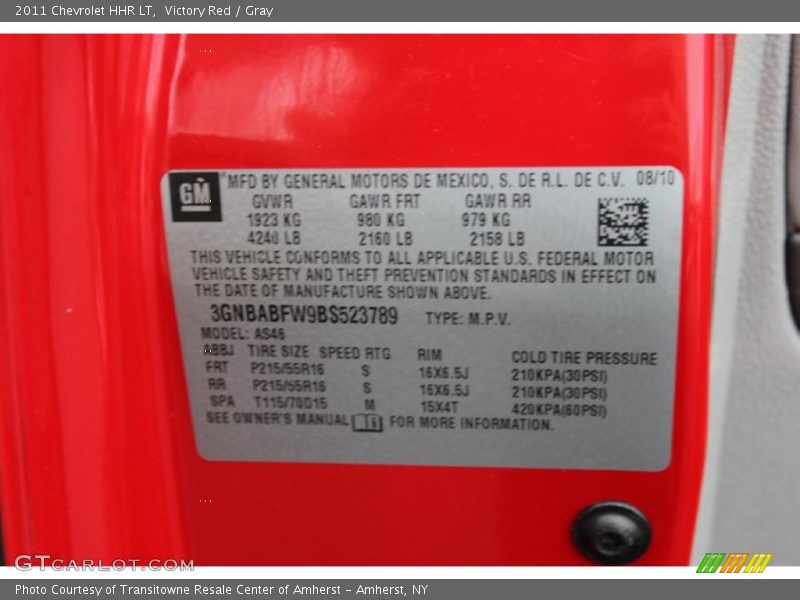 2011 Chevrolet HHR LT,  Victory Red / Gray
GM
MFD BY GENERAL MOTORS DE MEXICO, S. DE R.L. DE C.V. 08/10
GVWR GAWR FRT GAWR RR
1923 KG 980 KG 979 KG
4240 LB 2160 LB 2158 LB
THIS VEHICLE CONFORMS TO ALL APPLICABLE U.S. FEDERAL MOTOR
VEHICLE SAFETY AND THEFT PREVENTION STANDARDS IN EFFECT ON
THE DATE OF MANUFACTURE SHOWN ABOVE.
3GNBABFW9BS523789 TYPE: M.P.V.
MODEL: AS46
TIRE SIZE SPEED RTG RIM COLD TIRE PRESSURE
FRT P215/55R16 S 16X6.5J 210KPA(30PSI)
RR P215/55R16 S 16X6.5J 210KPA(30PSI)
SPA T115/70D15 M 15X4T 420KPA(60PSI)
SEE OWNER'S MANUAL FOR MORE INFORMATION.
GTCARLOT.COM
Photo Courtesy of Transitowne Resale Center of Amherst - Amherst, NY